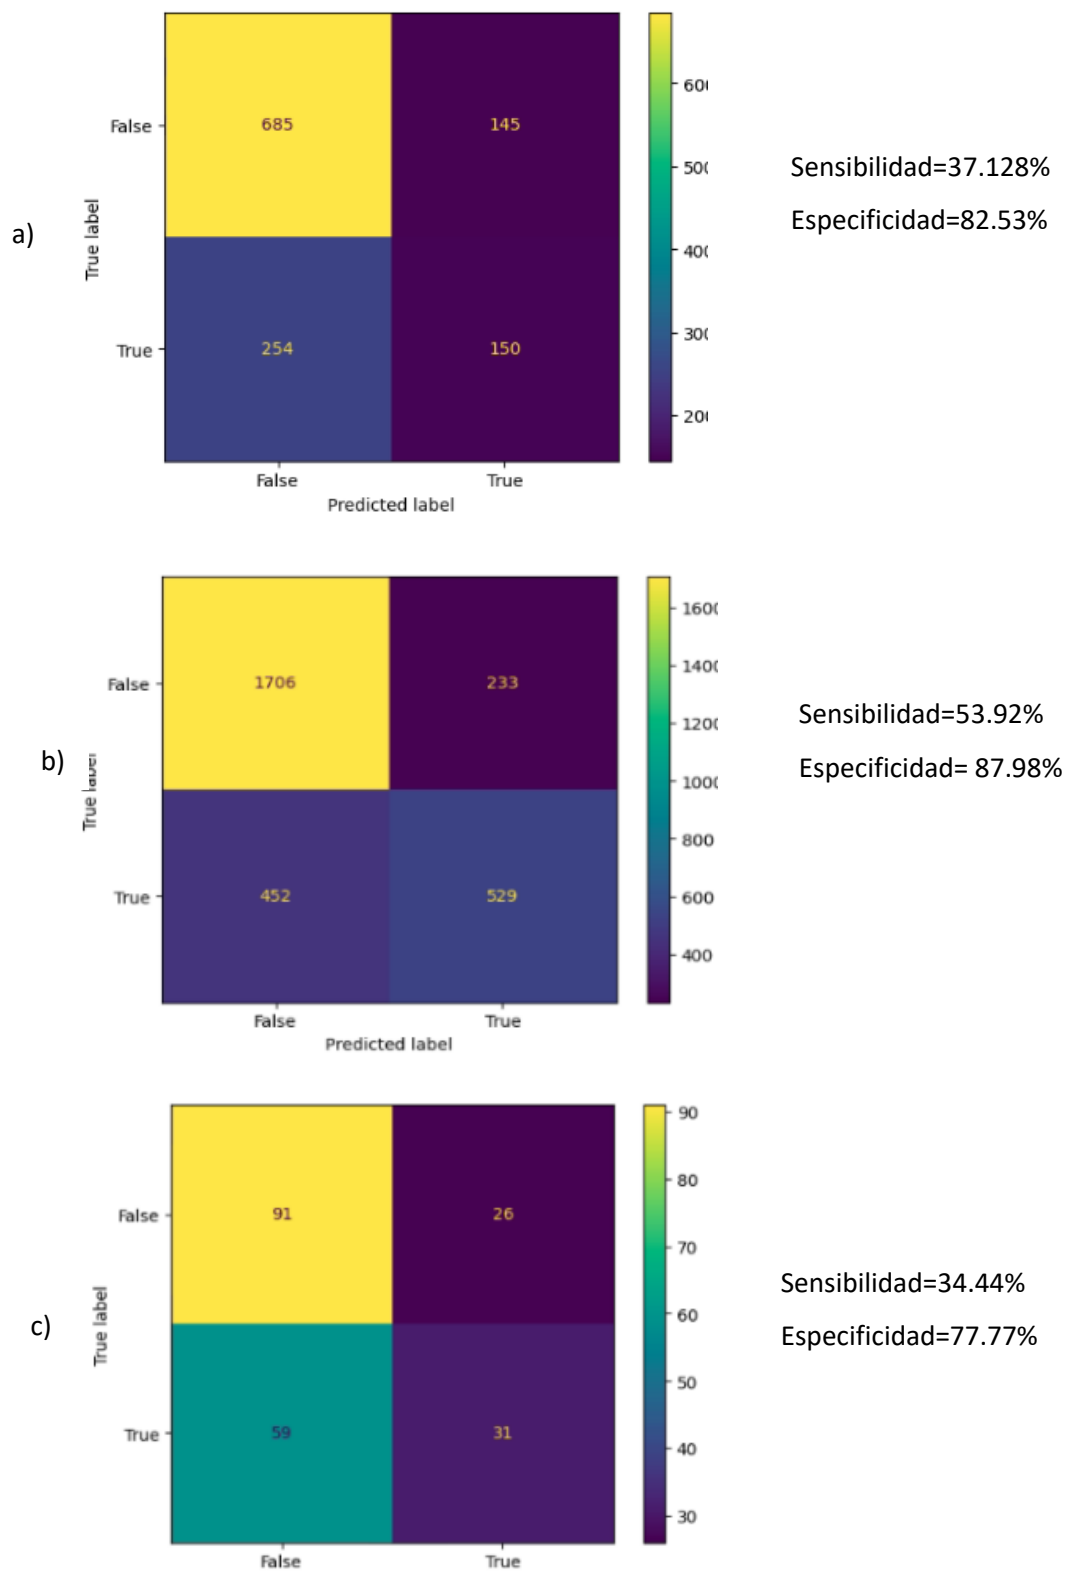 a)
True label
False
685
145
True
254
150
False
True
Predicted label
Sensibilidad=37.128%
Especificidad=82.53%
b)
True label
False
1706
233
True
452
529
False
True
Predicted label
1600
1400
1200
1000
800
600
400
Sensibilidad=53.92%
Especificidad= 87.98%
c)
True label
False
91
26
True
59
31
False
True
90
80
70
60
50
40
30
Sensibilidad=34.44%
Especificidad=77.77%